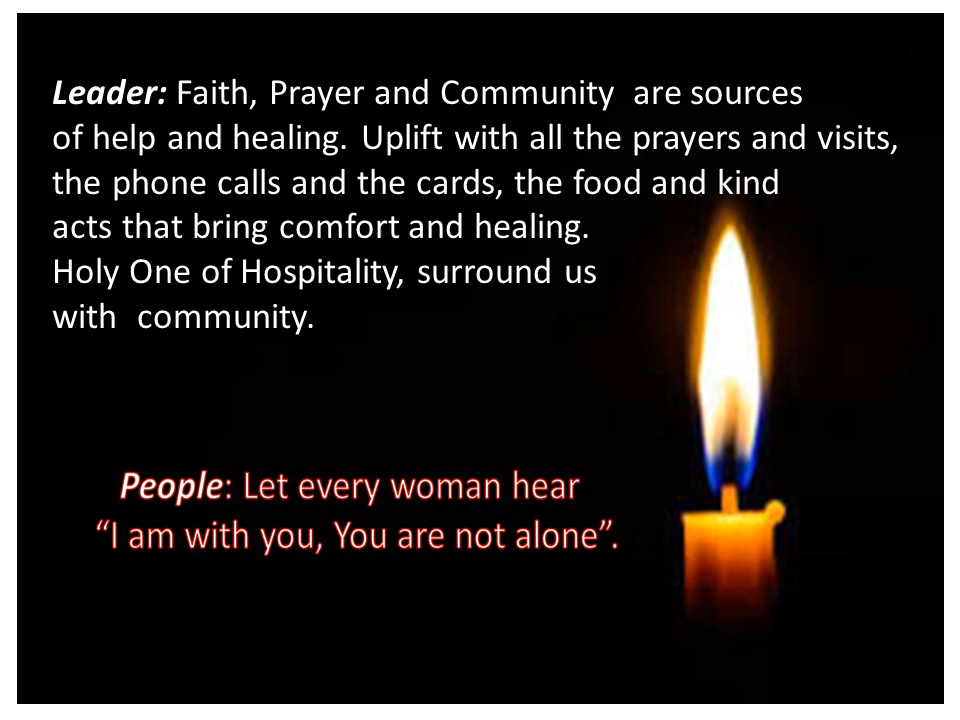 Leader: Faith, Prayer and Community are sources
of help and healing. Uplift with all the prayers and visits,
the phone calls and the cards, the food and kind
acts that bring comfort and healing.
Holy One of Hospitality, surround us
with community.
People: Let every woman hear
“I am with you, You are not alone”.